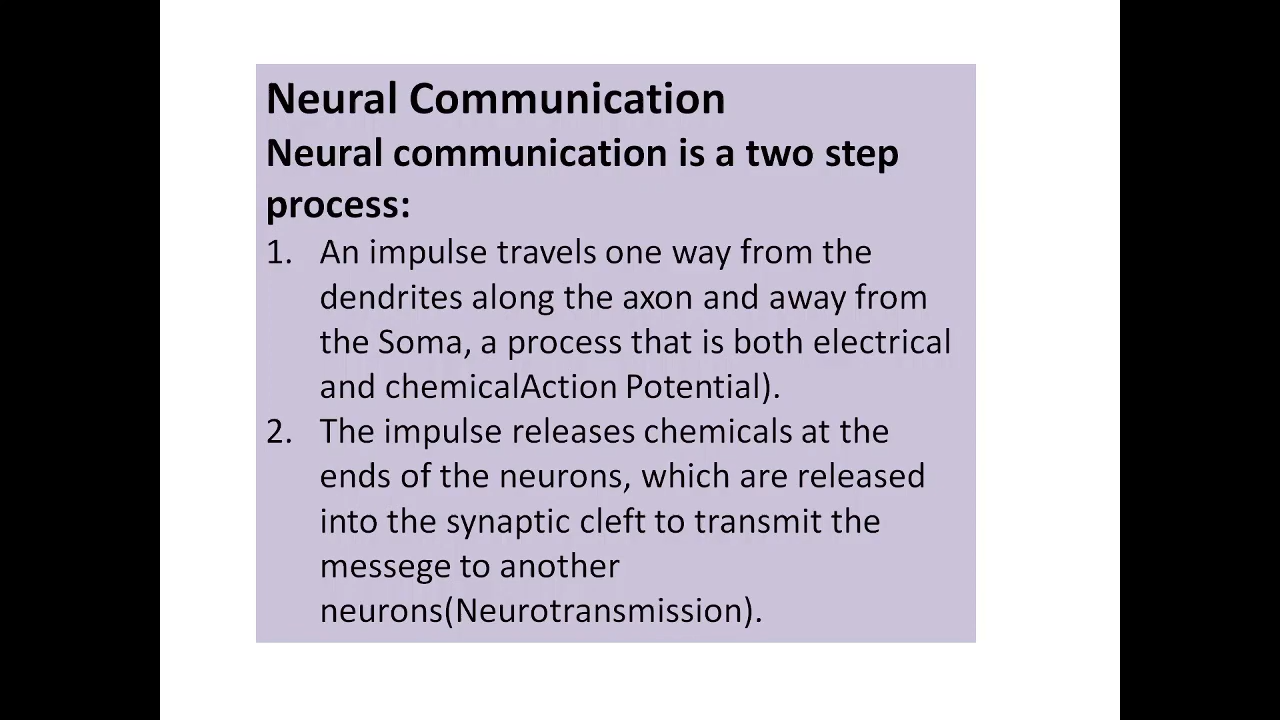 Neural Communication
Neural communication is a two step
process:
1. An impulse travels one way from the
dendrites along the axon and away from
the Soma, a process that is both electrical
and chemicalAction Potential).
2. The impulse releases chemicals at the
ends of the neurons, which are released
into the synaptic cleft to transmit the
messege to another
neurons(Neurotransmission).